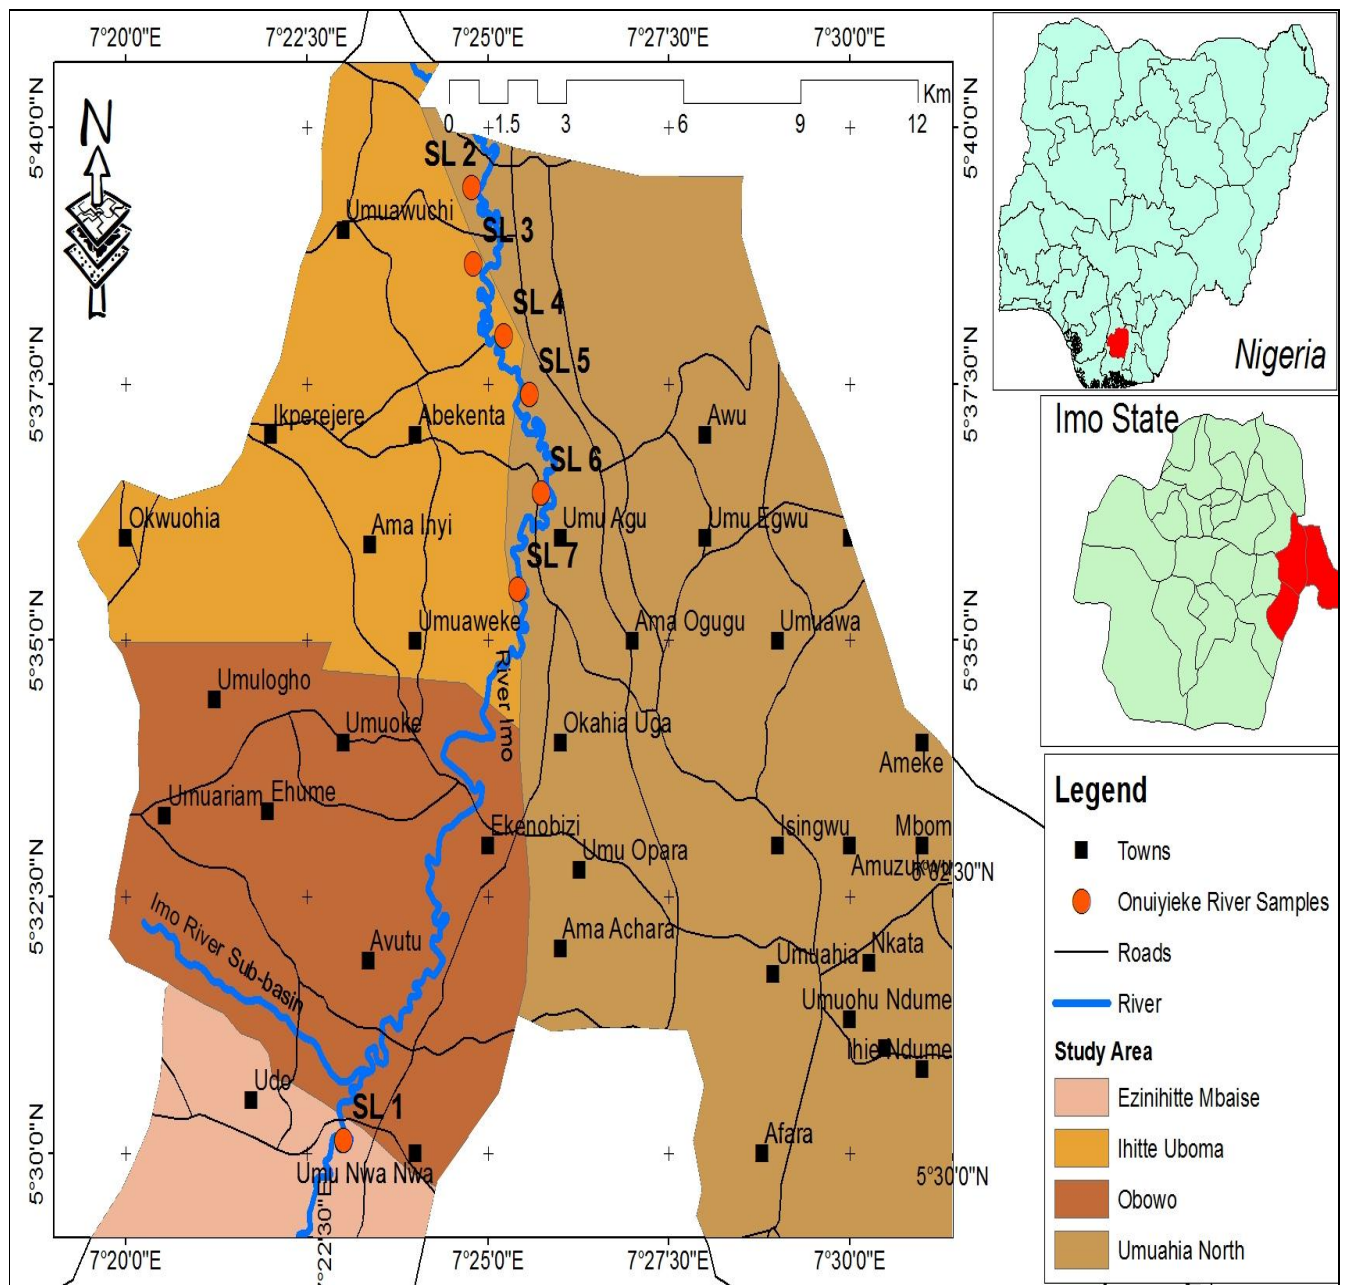 7°20'0"E 7°22'30"E 7°25'0"E 7°27'30"E 7°30'0"E
5°40'0"N
5°37'30"N
5°35'0"N
5°32'30"N
5°30'0"N
N
0 1.5 3 6 9 12
Km
5°40'0"N
5°37'30"N
5°35'0"N
5°32'30"N
5°30'0"N
SL 2
Umuawuchi
SL 3
SL 4
SL 5
Ikperejere
Abekenta
Awu
SL 6
Okwuohia
Ama Inyi
Umu Agu
Umu Egwu
SL 7
Umuaweke
Ama Ogugu
Umuawa
River Imo
Umulogho
Umuoke
Okahia Uga
Ameke
Umuariam
Ehume
Ekenobizi
Isingwu
Mbom
Umu Opara
Imo River Sub-basin
Avutu
Ama Achara
Umuahia
Nkata
Umuohu Ndume
Ihie Ndume
Udo
SL 1
Afara
Umu Nwa Nwa
7°20'0"E 7°22'30"E 7°25'0"E 7°27'30"E 7°30'0"E
Nigeria
Imo State
Legend
Towns
Onuiyieke River Samples
Roads
River
Study Area
Ezinihitte Mbaise
Ihitte Uboma
Obowo
Umuahia North